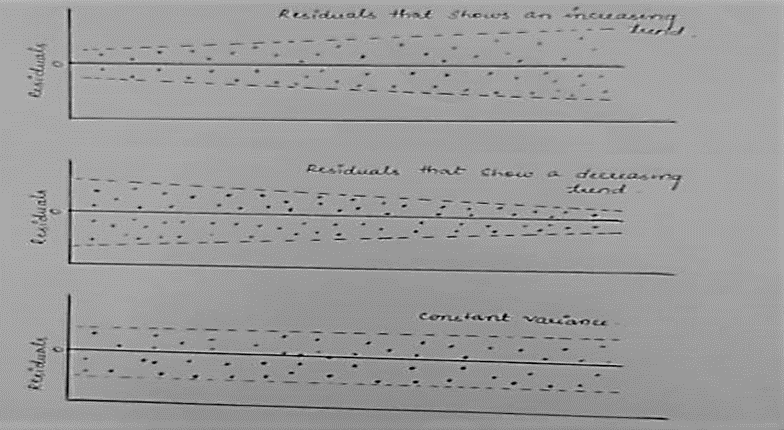 Residuals that shows an increasing
trend.
Residuals
0
Residuals that show a decreasing
trend.
Residuals
0
Constant variance.
Residuals
0